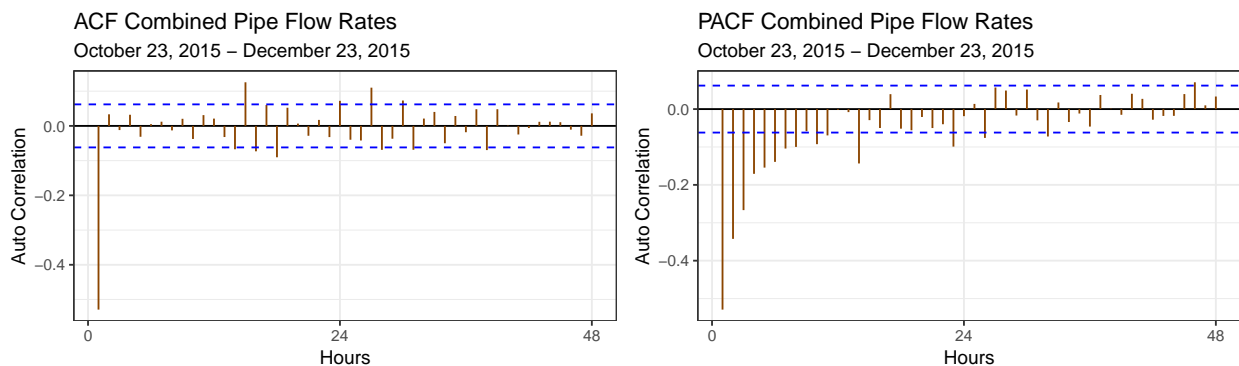 ACF Combined Pipe Flow Rates
October 23, 2015 – December 23, 2015
Auto Correlation
0.0
−0.2
−0.4
0
24
48
Hours
PACF Combined Pipe Flow Rates
October 23, 2015 – December 23, 2015
Auto Correlation
0.0
−0.2
−0.4
0
24
48
Hours